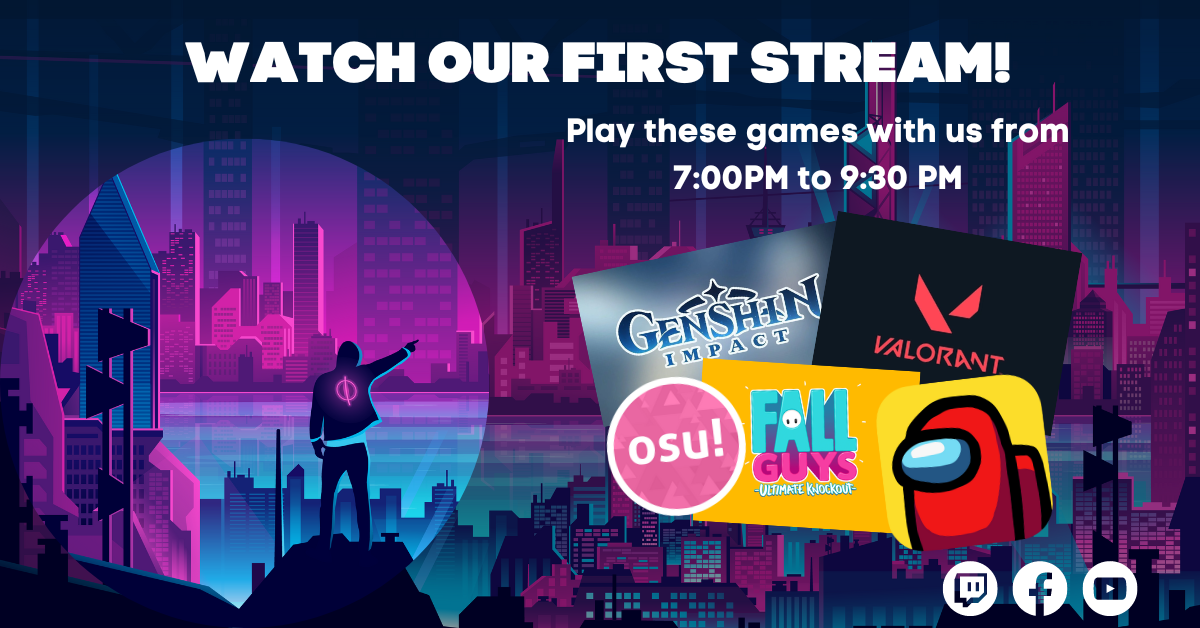 WATCH OUR FIRST STREAM!
Play these games with us from
7:00PM to 9:30 PM
GENSHIN
IMPACT
VALORANT
osu!
FALL
GUYS
-ULTIMATE KNOCKOUT-